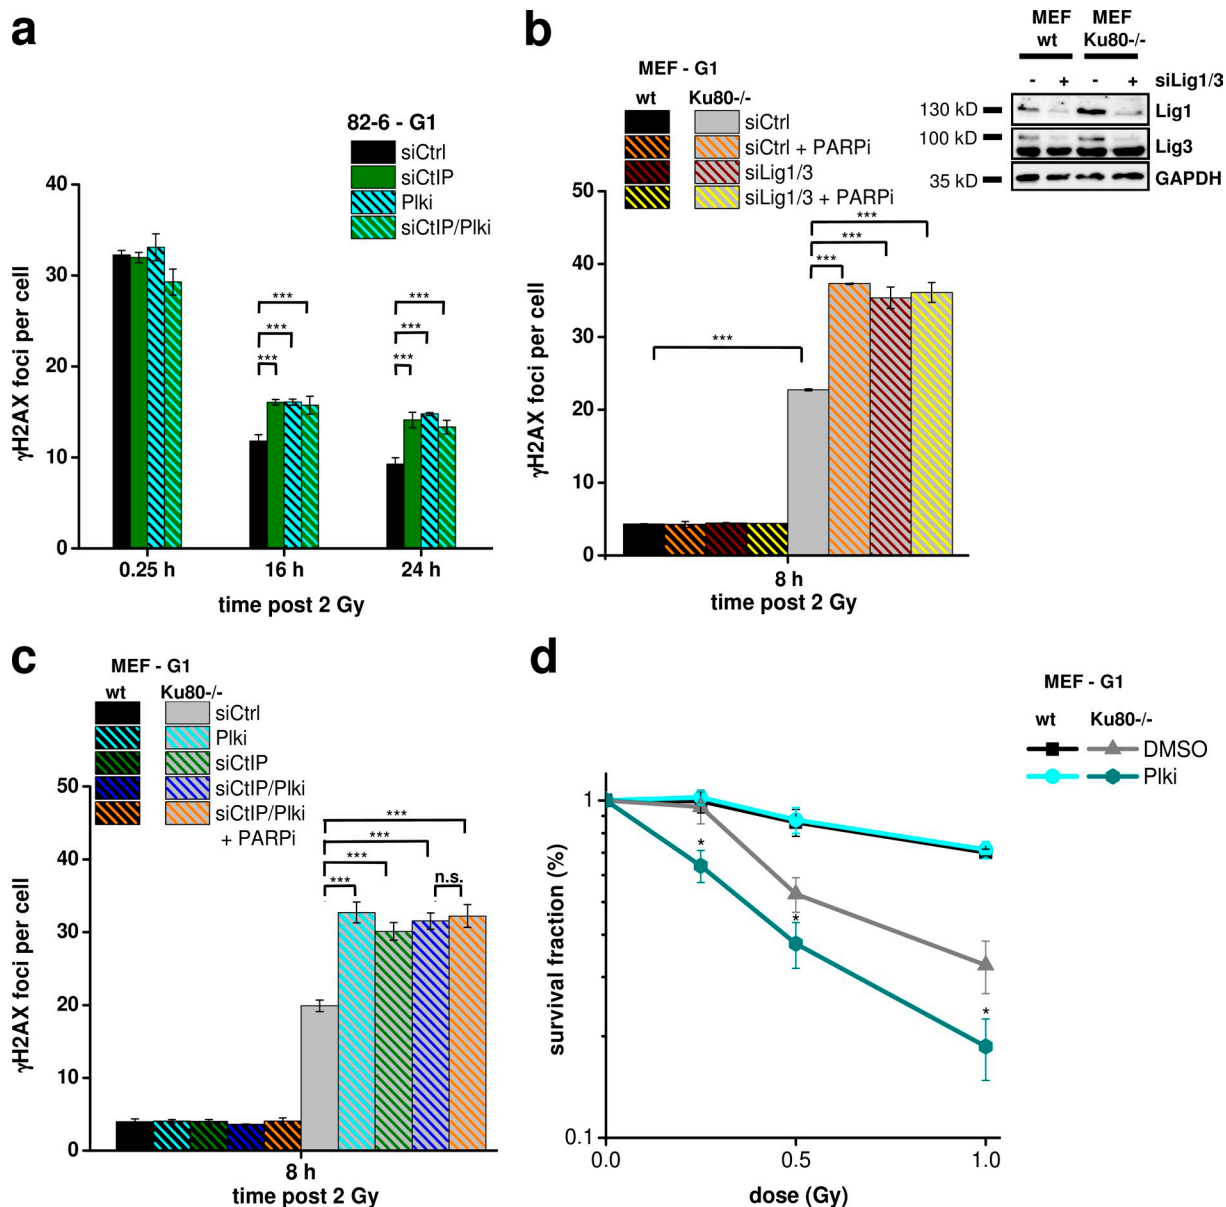 a
82-6 - G1
siCtrl
siCtIP
Plki
siCtIP/Plki
γH2AX foci per cell
40
30
20
10
0
***
***
***
***
***
***
0.25 h 16 h 24 h
time post 2 Gy
b
MEF - G1
wt Ku80-/-
siCtrl
siCtrl + PARPi
siLig1/3
siLig1/3 + PARPi
MEF MEF
wt Ku80-/-
- + - + siLig1/3
130 kD Lig1
100 kD Lig3
35 kD GAPDH
γH2AX foci per cell
50
40
30
20
10
0
***
***
***
***
8 h
time post 2 Gy
c
MEF - G1
wt Ku80-/-
siCtrl
Plki
siCtIP
siCtIP/Plki
siCtIP/Plki
+ PARPi
γH2AX foci per cell
50
40
30
20
10
0
***
***
***
***
n.s.
8 h
time post 2 Gy
d
MEF - G1
wt Ku80-/-
DMSO
Plki
survival fraction (%)
1
0.1
*
*
*
0.0 0.5 1.0
dose (Gy)